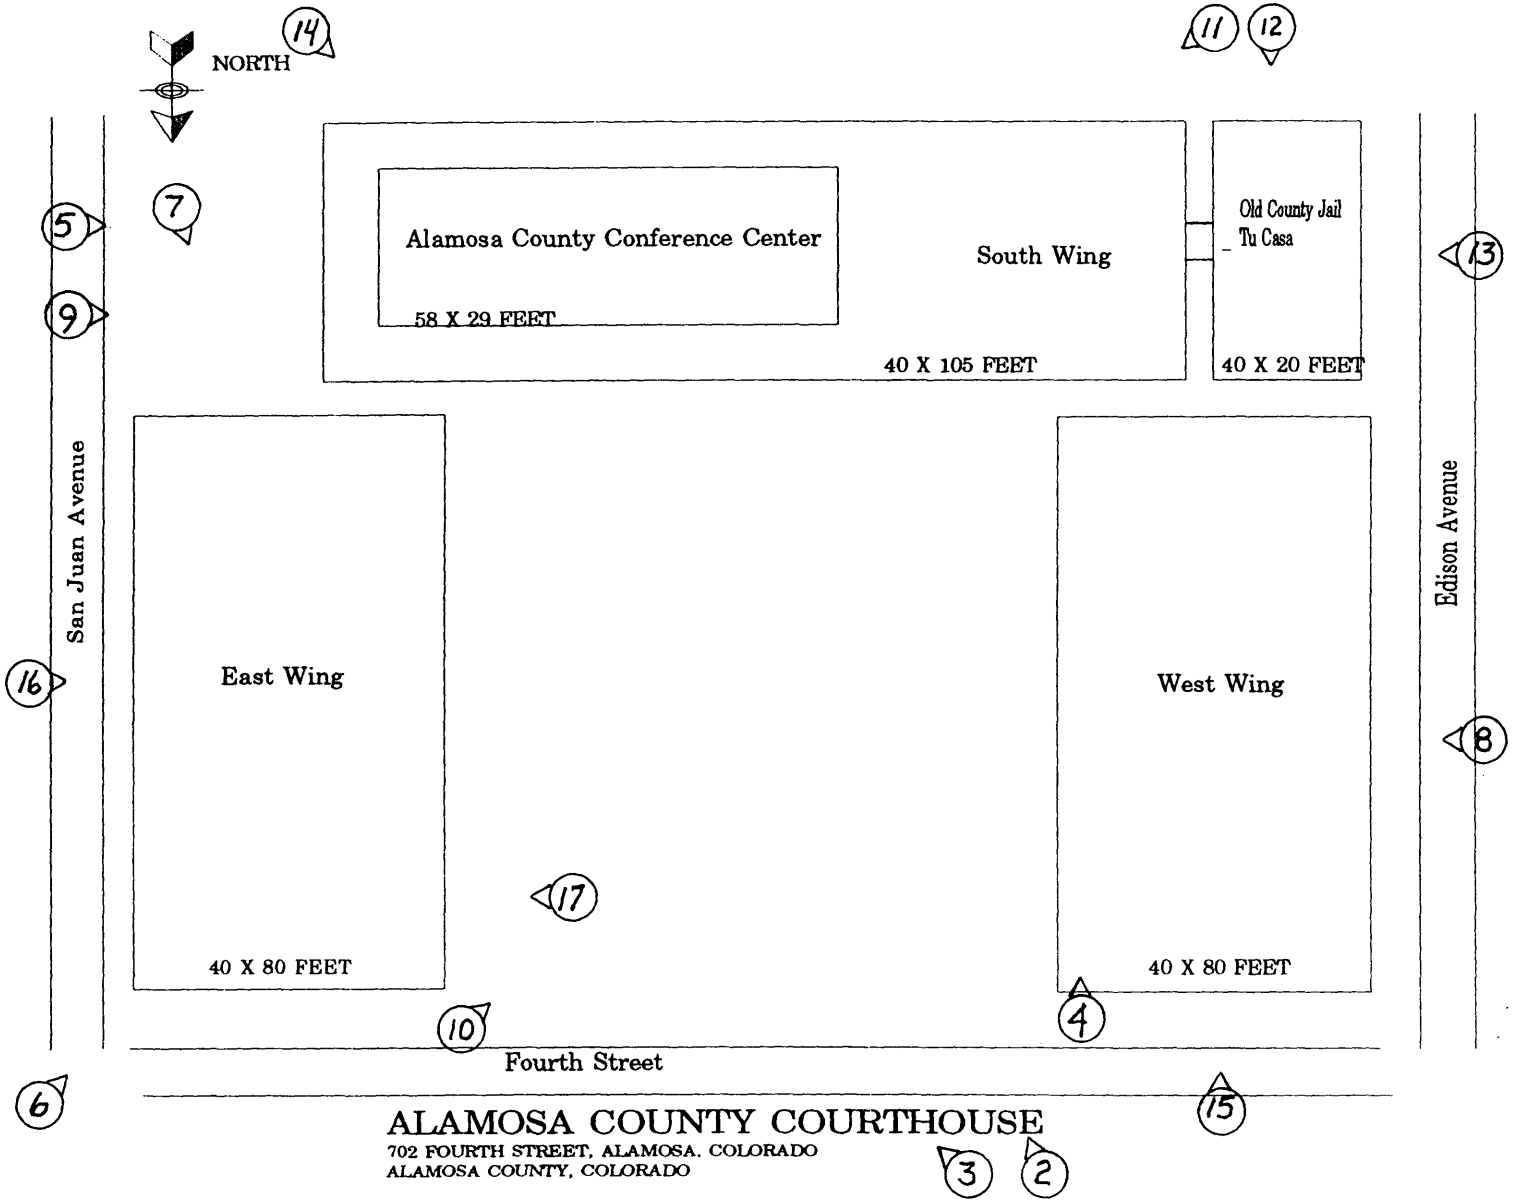 14
11
12
NORTH
7
5
Alamosa County Conference Center
South Wing
Old County Jail
Tu Casa
13
9
58 X 29 FEET
40 X 105 FEET
40 X 20 FEET
San Juan Avenue
Edison Avenue
16
East Wing
West Wing
8
17
40 X 80 FEET
40 X 80 FEET
10
4
Fourth Street
6
15
ALAMOSA COUNTY COURTHOUSE
702 FOURTH STREET, ALAMOSA. COLORADO
ALAMOSA COUNTY, COLORADO
3
2